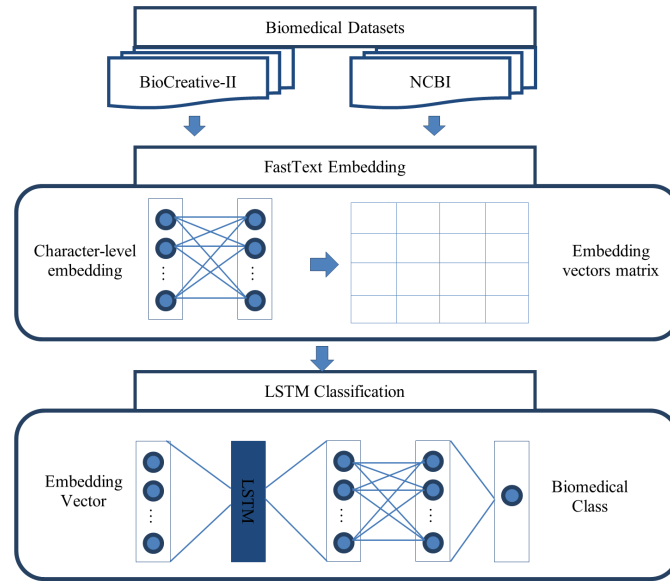 Biomedical Datasets
BioCreative-II
NCBI
FastText Embedding
Character-level
embedding
Embedding
vectors matrix
LSTM Classification
Embedding
Vector
LSTM
Biomedical
Class